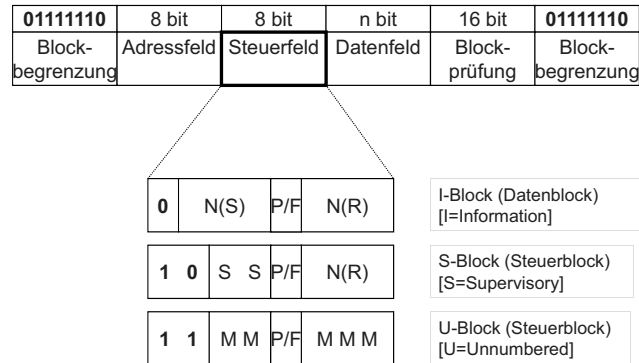 01111110 8 bit 8 bit n bit 16 bit 01111110
Block-begrenzung Adressfeld Steuerfeld Datenfeld Block-prüfung Block-begrenzung
0 N(S) P/F N(R)
I-Block (Datenblock)
[I=Information]
1 0 S S P/F N(R)
S-Block (Steuerblock)
[S=Supervisory]
1 1 M M P/F M M M
U-Block (Steuerblock)
[U=Unnumbered]